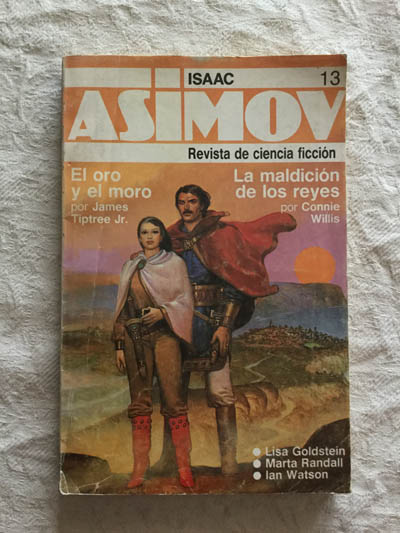 ISAAC 13
ASIMOV
Revista de ciencia ficción
El oro
y el moro
por James
Tiptree Jr.
La maldición
de los reyes
por Connie
Willis
Lisa Goldstein
Marta Randall
Ian Watson